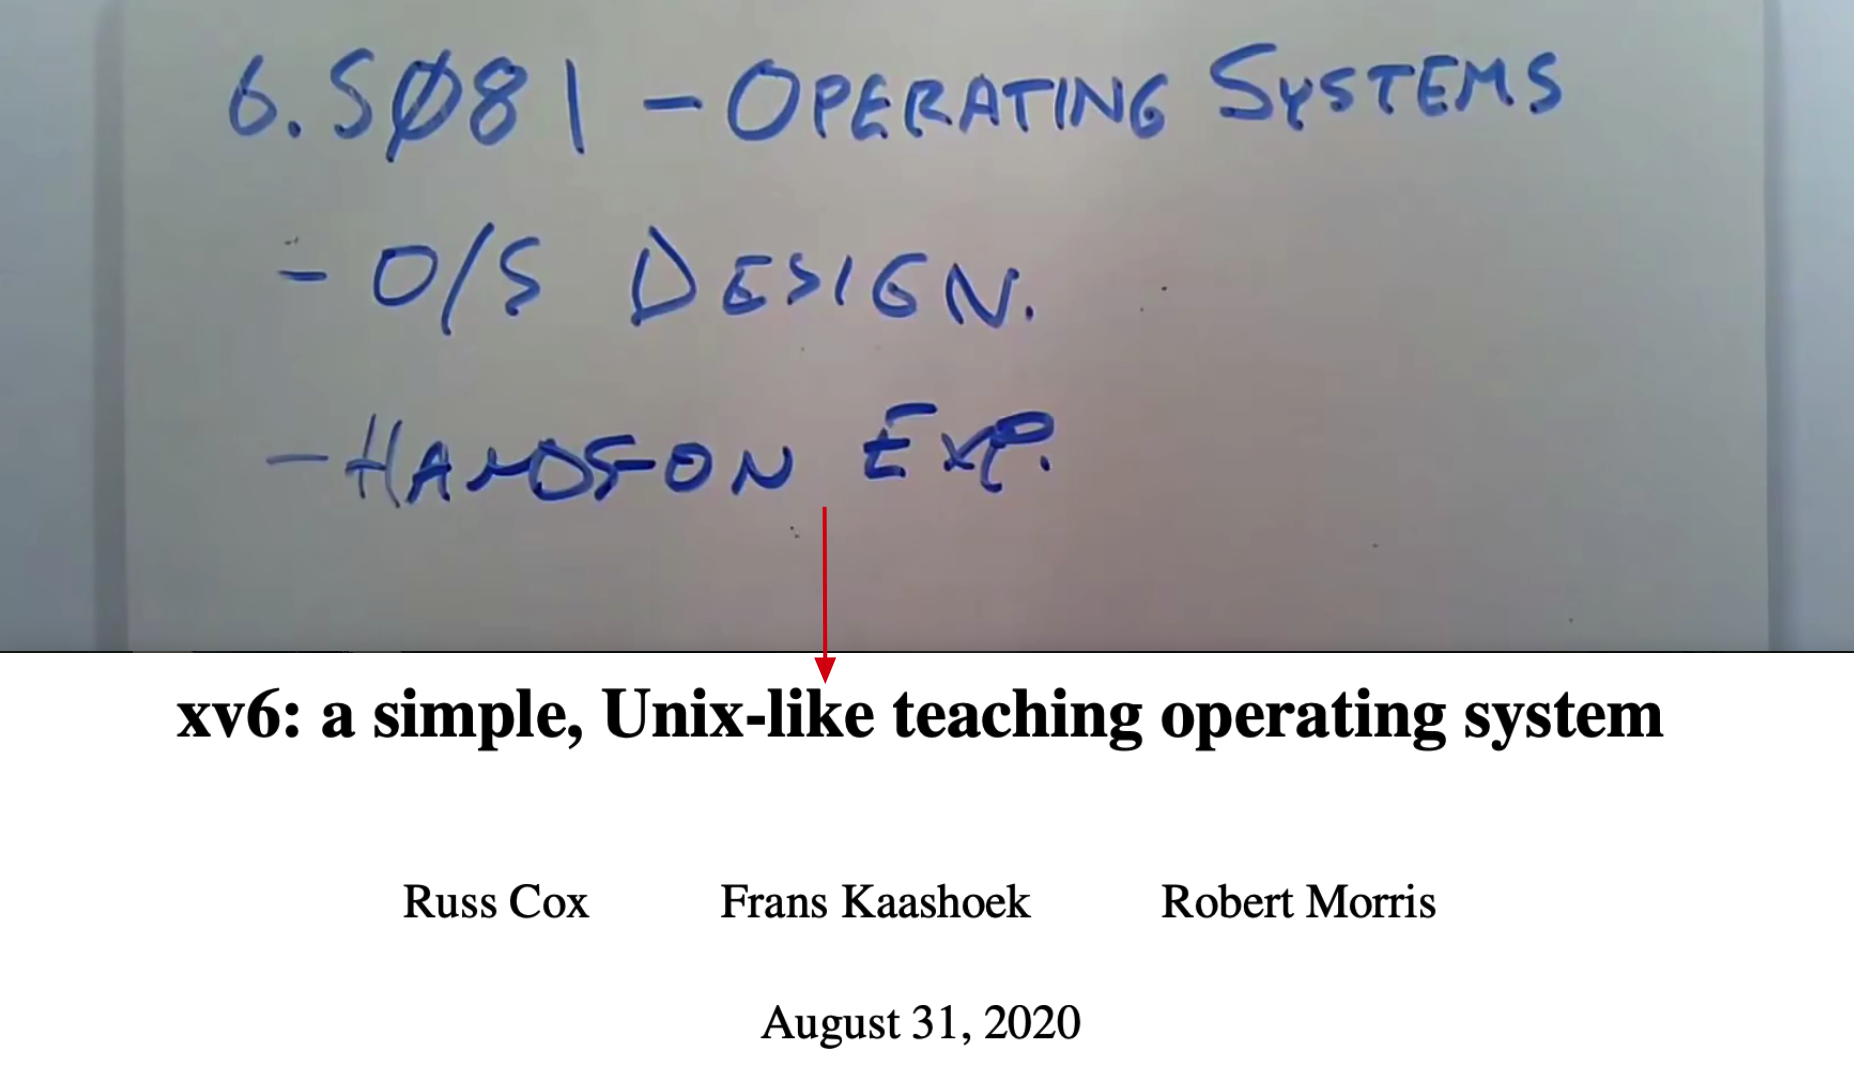 6.SØ81 - OPERATING SYSTEMS
- O/S DESIGN.
- HANDS-ON EXP.
xv6: a simple, Unix-like teaching operating system
Russ Cox Frans Kaashoek Robert Morris
August 31, 2020